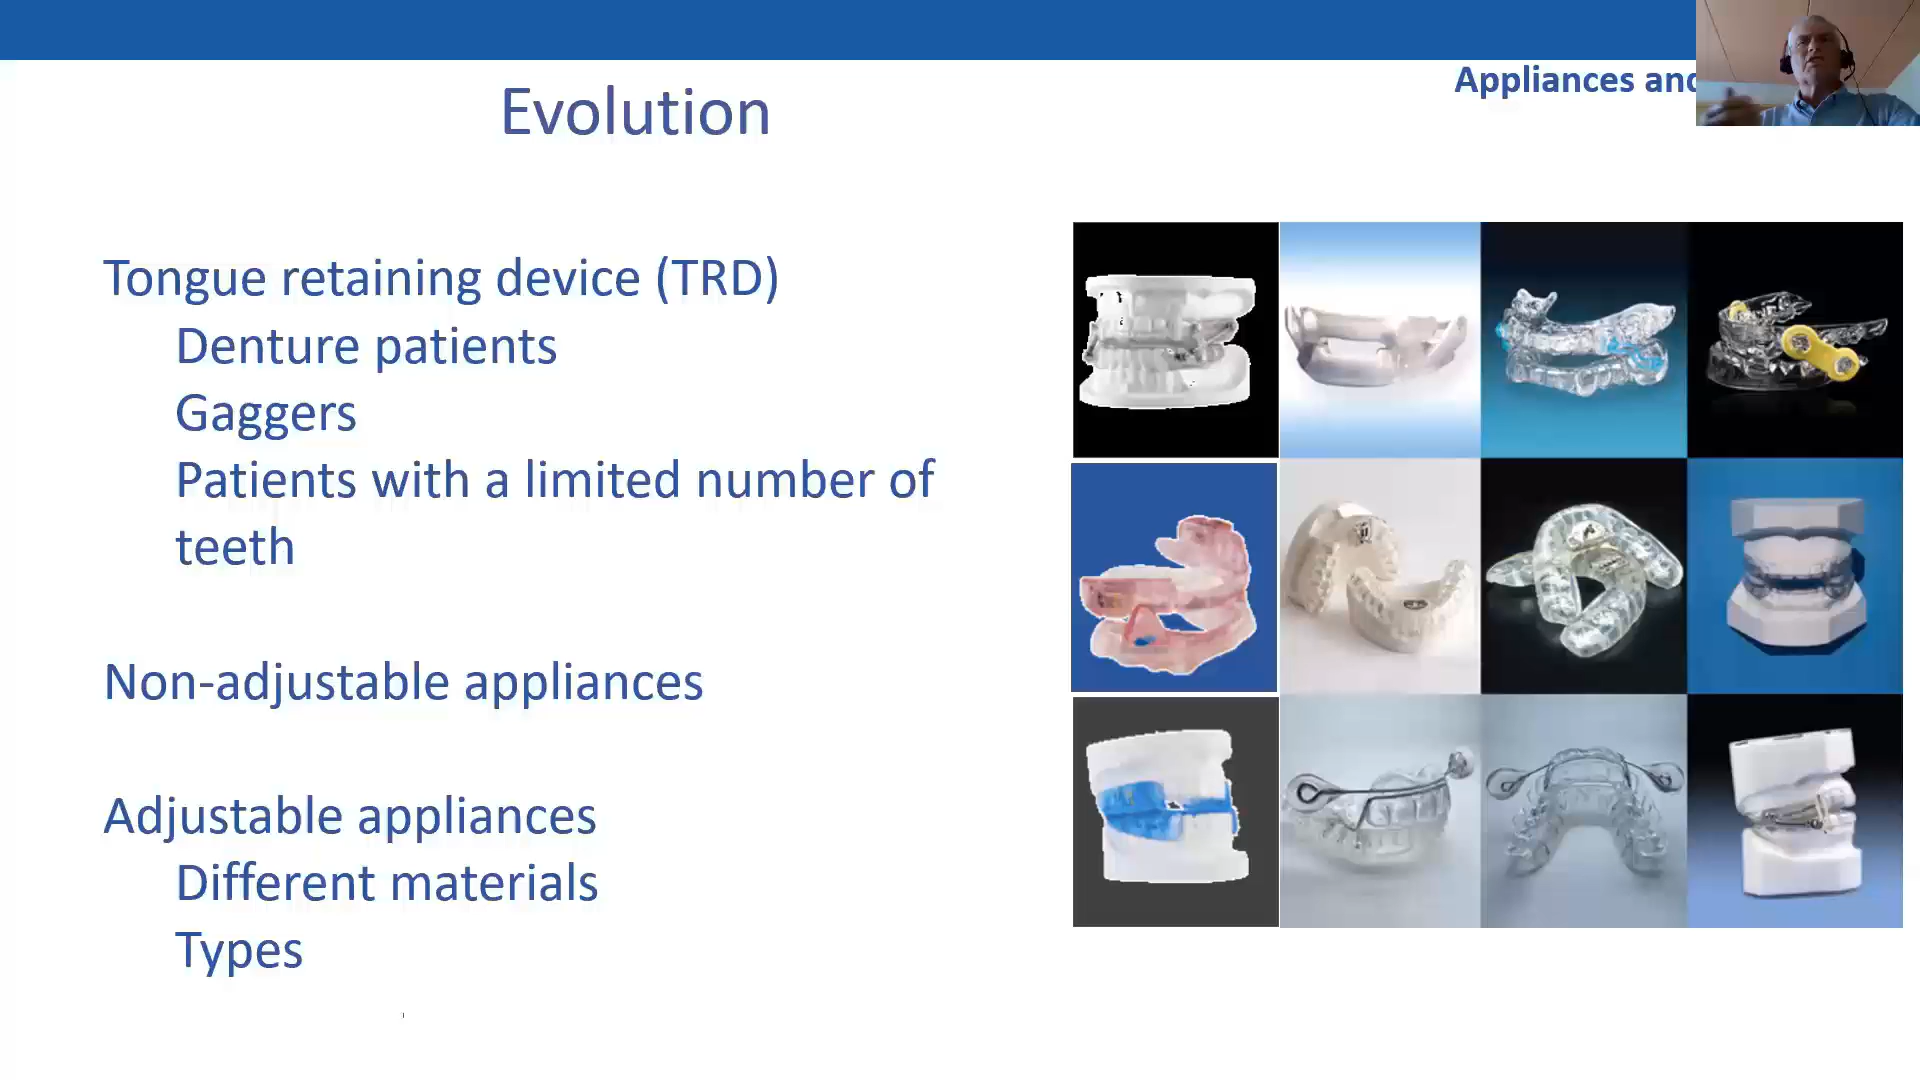 Appliances and
Evolution
Tongue retaining device (TRD)
Denture patients
Gaggers
Patients with a limited number of
teeth
Non-adjustable appliances
Adjustable appliances
Different materials
Types